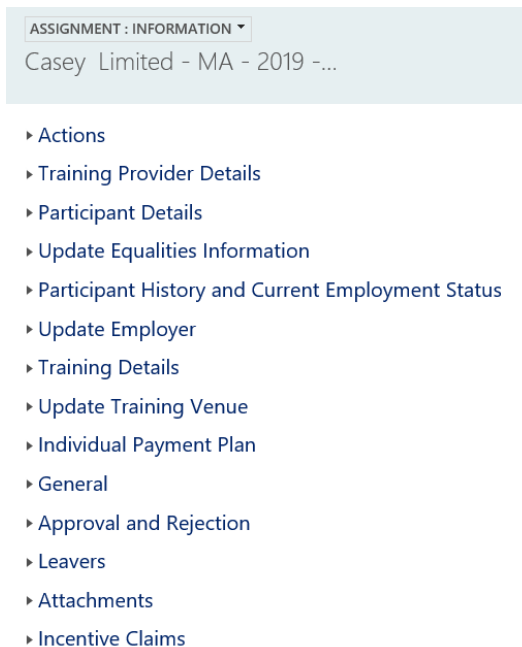 ASSIGNMENT : INFORMATION
Casey Limited - MA - 2019 -...
Actions
Training Provider Details
Participant Details
Update Equalities Information
Participant History and Current Employment Status
Update Employer
Training Details
Update Training Venue
Individual Payment Plan
General
Approval and Rejection
Leavers
Attachments
Incentive Claims